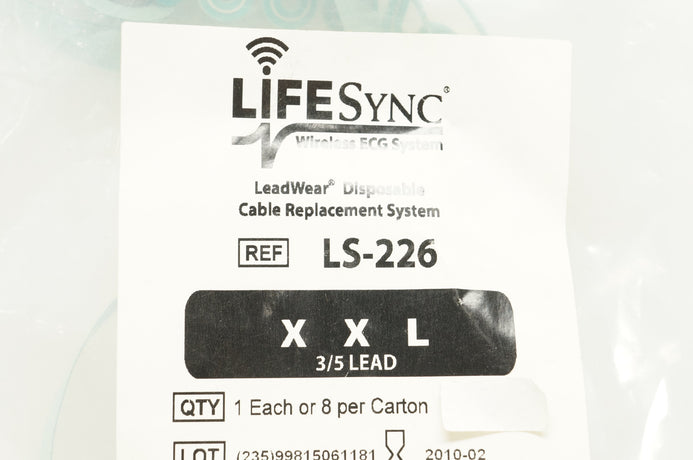 LIFESYNC®
Wireless ECG System
LeadWear® Disposable
Cable Replacement System
REF LS-226
X X L
3/5 LEAD
QTY 1 Each or 8 per Carton
LOT (235)99815061181 2010-02